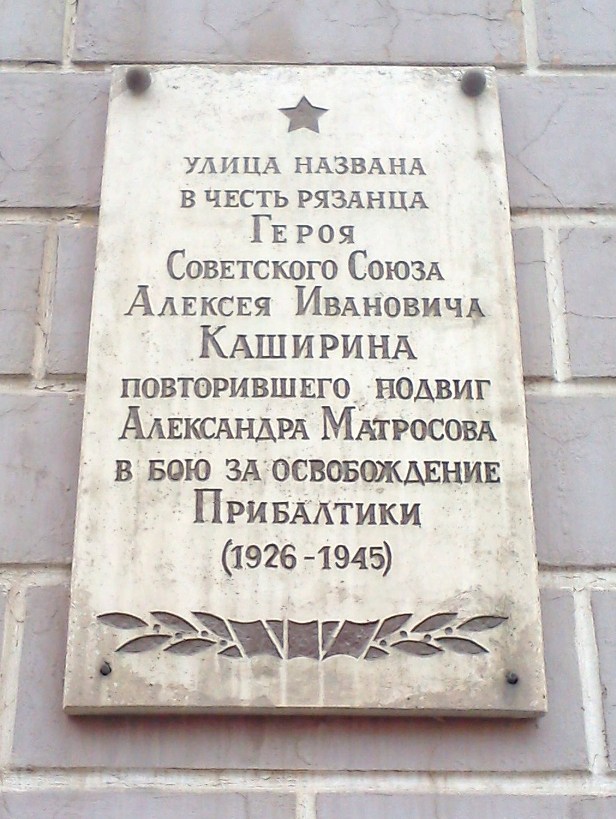 УЛИЦА НАЗВАНА
В ЧЕСТЬ РЯЗАНЦА
ГЕРОЯ
СОВЕТСКОГО СОЮЗА
АЛЕКСЕЯ ИВАНОВИЧА
КАШИРИНА
ПОВТОРИВШЕГО ПОДВИГ
АЛЕКСАНДРА МАТРОСОВА
В БОЮ ЗА ОСВОБОЖДЕНИЕ
ПРИБАЛТИКИ
(1926-1945)